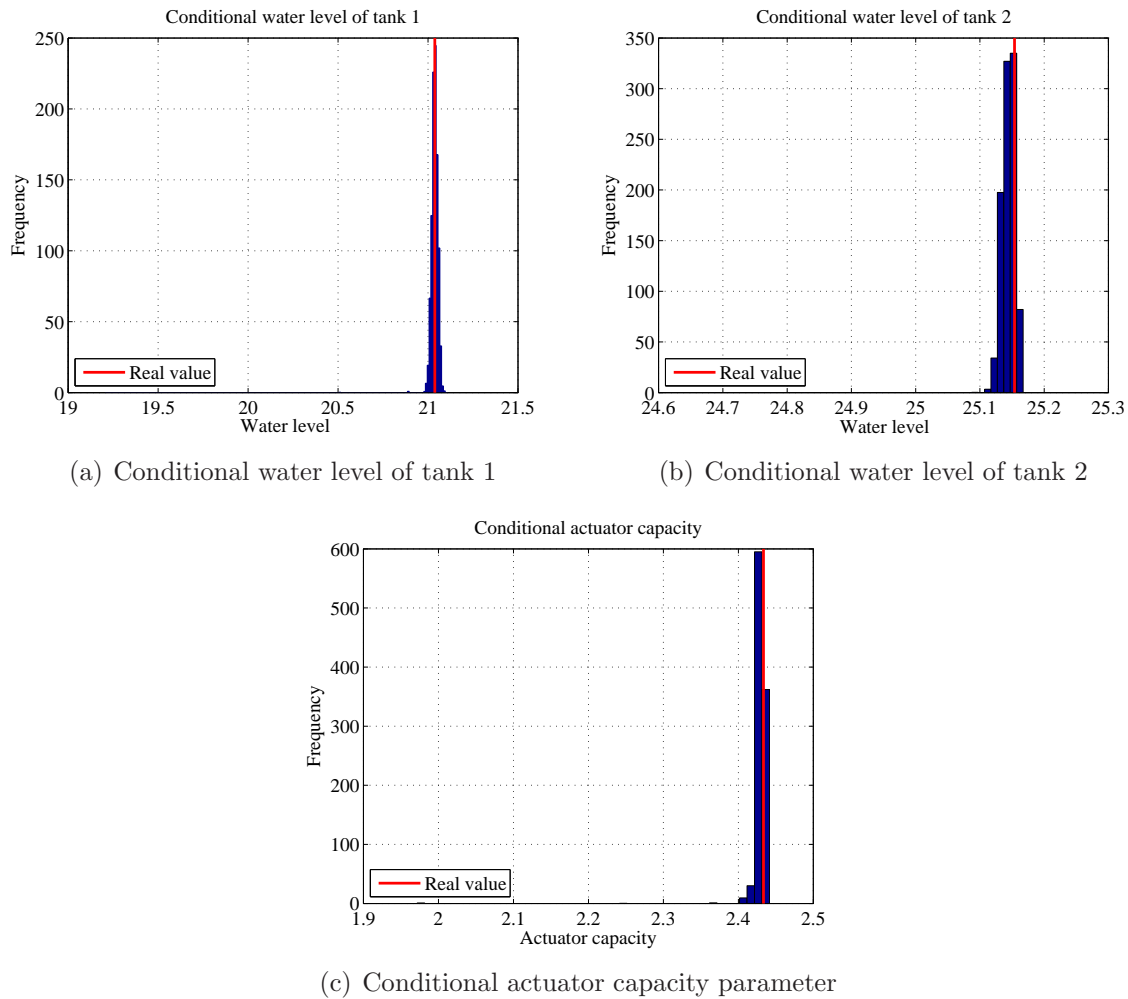 Conditional water level of tank 1
250
200
150
100
50
0
19
19.5
20
20.5
21
21.5
Frequency
Water level
Real value
(a) Conditional water level of tank 1
Conditional water level of tank 2
350
300
250
200
150
100
50
0
24.6
24.7
24.8
24.9
25
25.1
25.2
25.3
Frequency
Water level
Real value
(b) Conditional water level of tank 2
Conditional actuator capacity
600
500
400
300
200
100
0
1.9
2
2.1
2.2
2.3
2.4
2.5
Frequency
Actuator capacity
Real value
(c) Conditional actuator capacity parameter